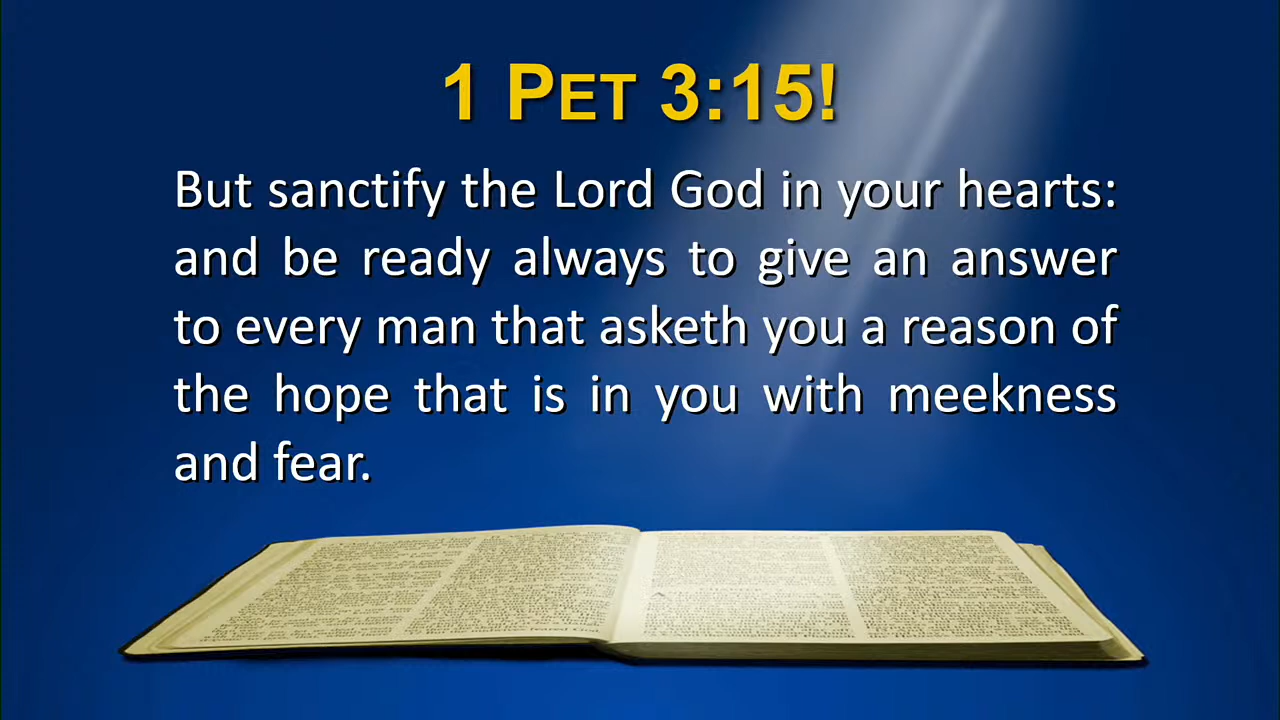 1 PET 3:15!
But sanctify the Lord God in your hearts:
and be ready always to give an answer
to every man that asketh you a reason of
the hope that is in you with meekness
and fear.